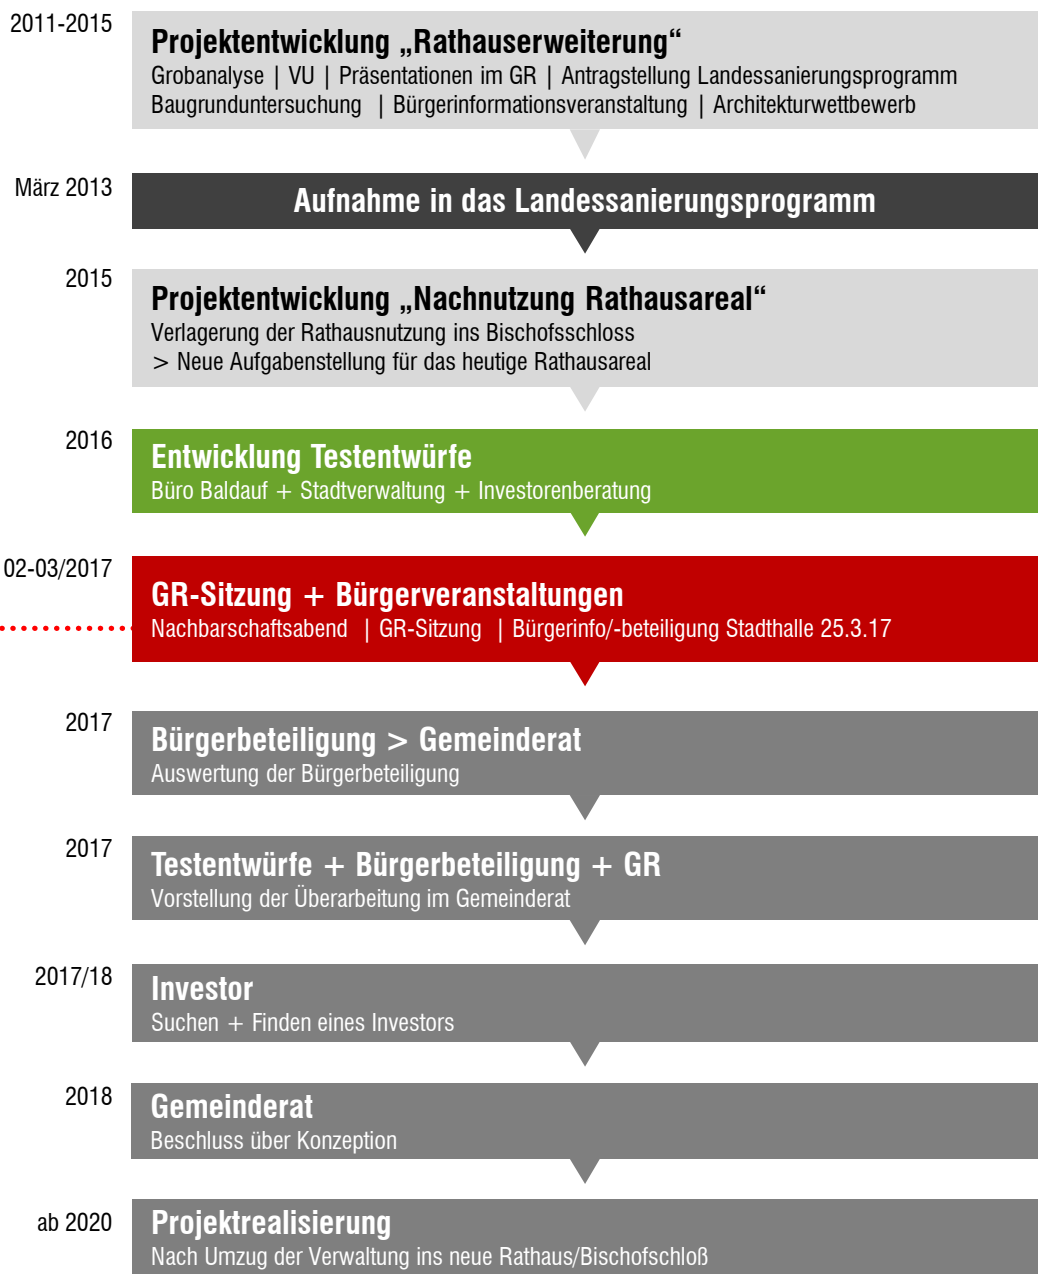 2011-2015
Projektentwicklung „Rathauserweiterung“
Grobanalyse | VU | Präsentationen im GR | Antragstellung Landessanierungsprogramm
Baugrunduntersuchung | Bürgerinformationsveranstaltung | Architekturwettbewerb
März 2013
Aufnahme in das Landessanierungsprogramm
2015
Projektentwicklung „Nachnutzung Rathausareal“
Verlagerung der Rathausnutzung ins Bischofsschloss
> Neue Aufgabenstellung für das heutige Rathausareal
2016
Entwicklung Testentwürfe
Büro Baldauf + Stadtverwaltung + Investorenberatung
02-03/2017
GR-Sitzung + Bürgerveranstaltungen
Nachbarschaftsabend | GR-Sitzung | Bürgerinfo/-beteiligung Stadthalle 25.3.17
2017
Bürgerbeteiligung > Gemeinderat
Auswertung der Bürgerbeteiligung
2017
Testentwürfe + Bürgerbeteiligung + GR
Vorstellung der Überarbeitung im Gemeinderat
2017/18
Investor
Suchen + Finden eines Investors
2018
Gemeinderat
Beschluss über Konzeption
ab 2020
Projektrealisierung
Nach Umzug der Verwaltung ins neue Rathaus/Bischofschloß